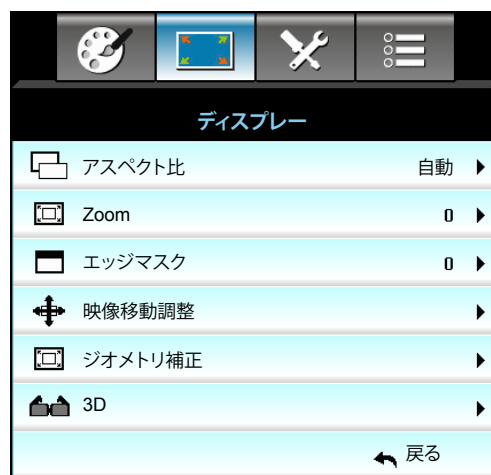 ディスプレー
アスペクト比 自動
Zoom 0
エッジマスク 0
映像移動調整
ジオメトリ補正
3D
戻る